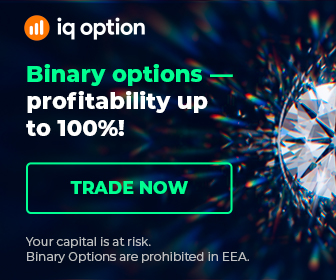 iq option
Binary options —
profitability up
to 100%!
TRADE NOW
Your capital is at risk.
Binary Options are prohibited in EEA.